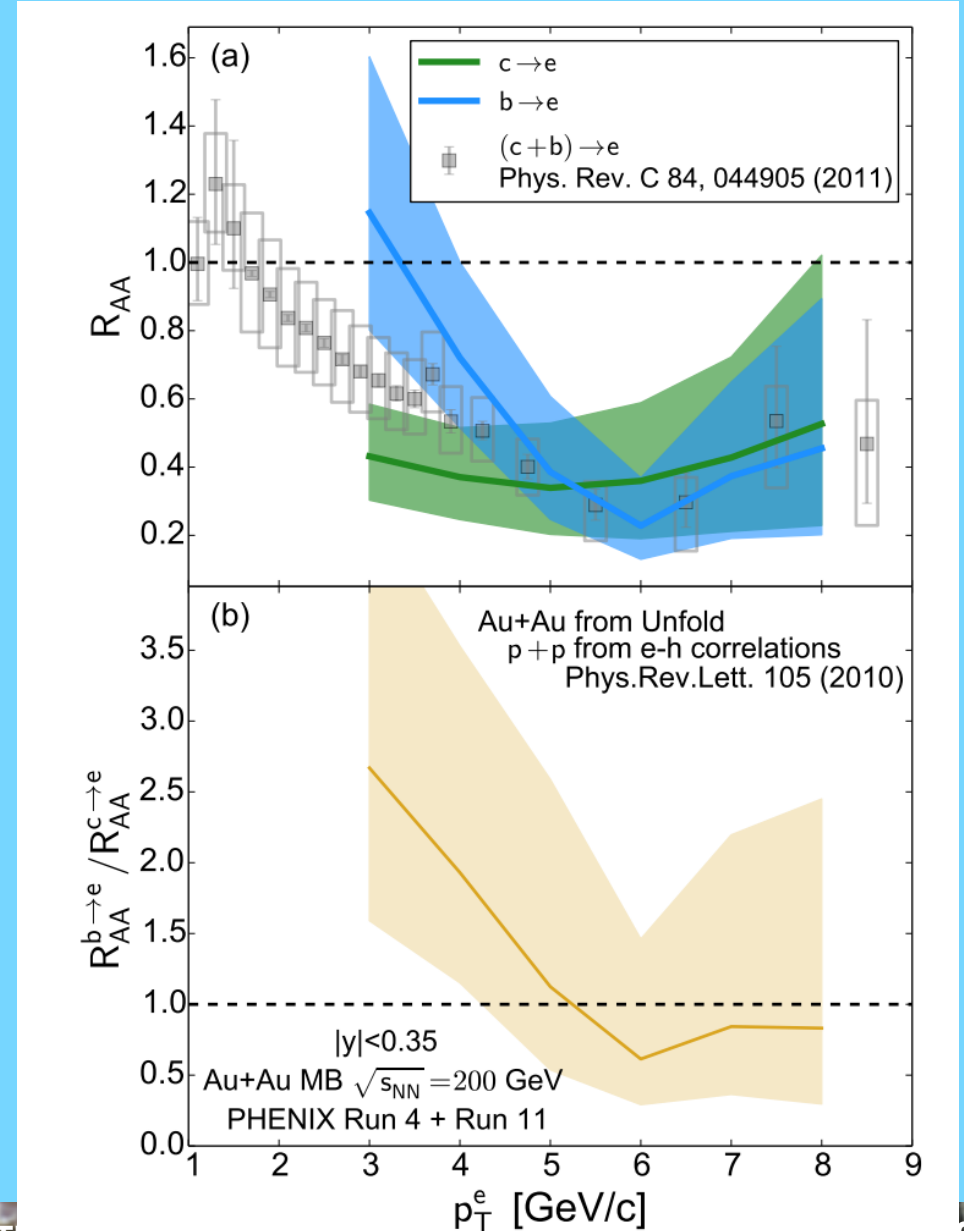 (a)
c→e
b→e
(c+b)→e
Phys. Rev. C 84, 044905 (2011)
1.6
1.4
1.2
1.0
0.8
0.6
0.4
0.2
R_AA
(b)
Au+Au from Unfold
p+p from e-h correlations
Phys.Rev.Lett. 105 (2010)
3.5
3.0
2.5
2.0
1.5
1.0
0.5
0.0
R_AA^{b→e} /R_AA^{c→e}
|y|<0.35
Au+Au MB √s_NN =200 GeV
PHENIX Run 4 + Run 11
1 2 3 4 5 6 7 8 9
p_T^e [GeV/c]